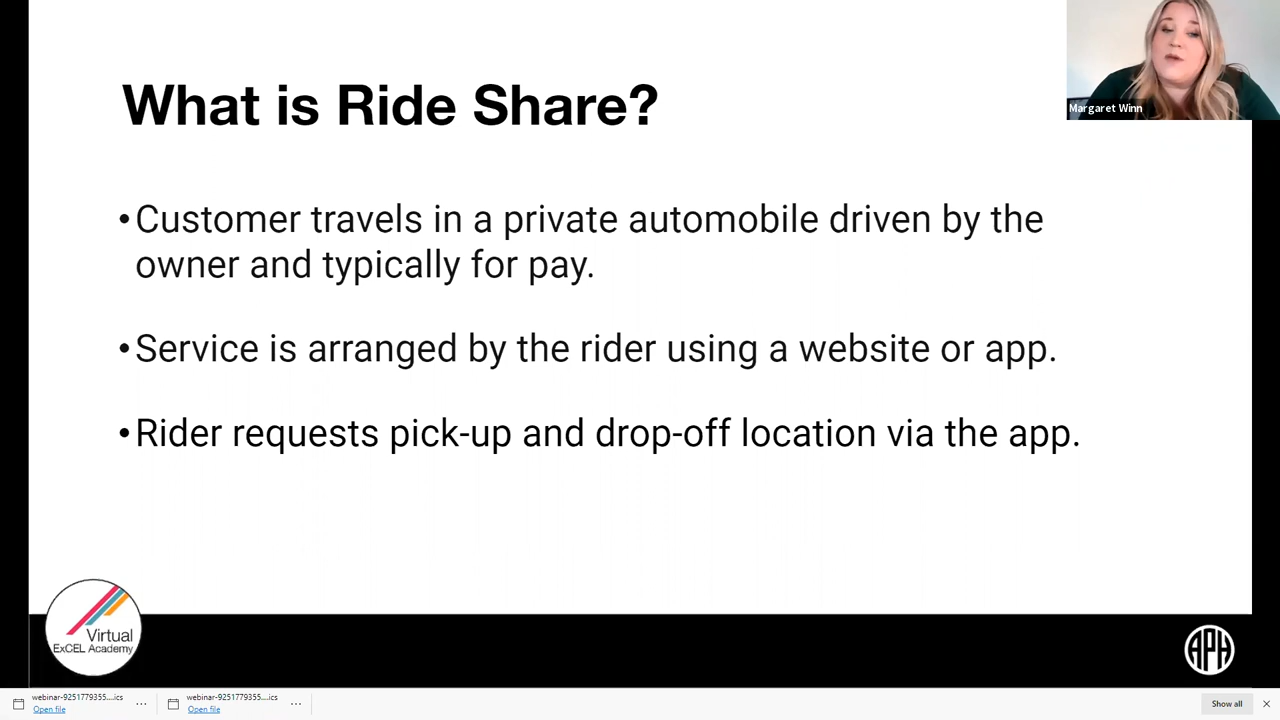 What is Ride Share?
Margaret Winn
•Customer travels in a private automobile driven by the
owner and typically for pay.
•Service is arranged by the rider using a website or app.
•Rider requests pick-up and drop-off location via the app.
Virtual
ExCEL Academy
APH
webinar-9251779355....ics
Open file
webinar-9251779355....ics
Open file
Show all